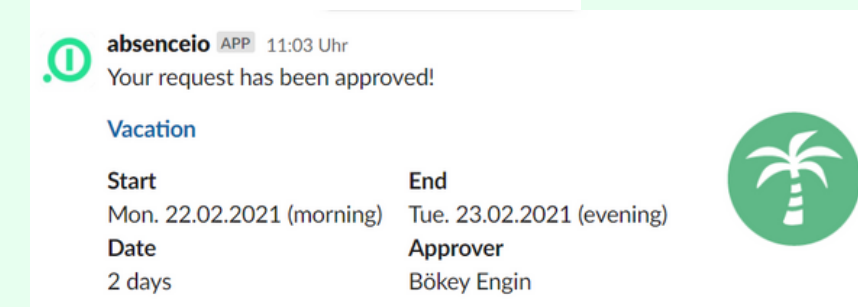 absenceio APP 11:03 Uhr
Your request has been approved!
Vacation
Start End
Mon. 22.02.2021 (morning) Tue. 23.02.2021 (evening)
Date Approver
2 days Bökey Engin